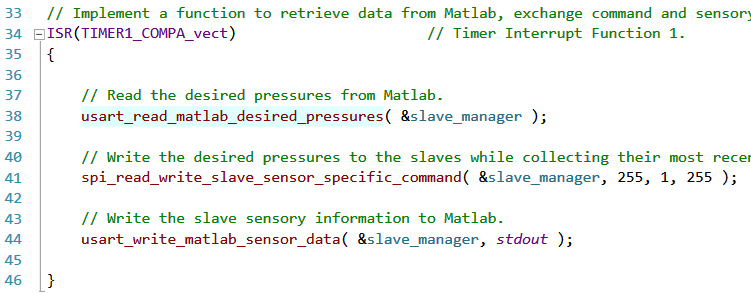 33 // Implement a function to retrieve data from Matlab, exchange command and sensory
34 ISR(TIMER1_COMPA_vect) // Timer Interrupt Function 1.
35 {
36
37 // Read the desired pressures from Matlab.
38 usart_read_matlab_desired_pressures( &slave_manager );
39
40 // Write the desired pressures to the slaves while collecting their most recen
41 spi_read_write_slave_sensor_specific_command( &slave_manager, 255, 1, 255 );
42
43 // Write the slave sensory information to Matlab.
44 usart_write_matlab_sensor_data( &slave_manager, stdout );
45
46 }